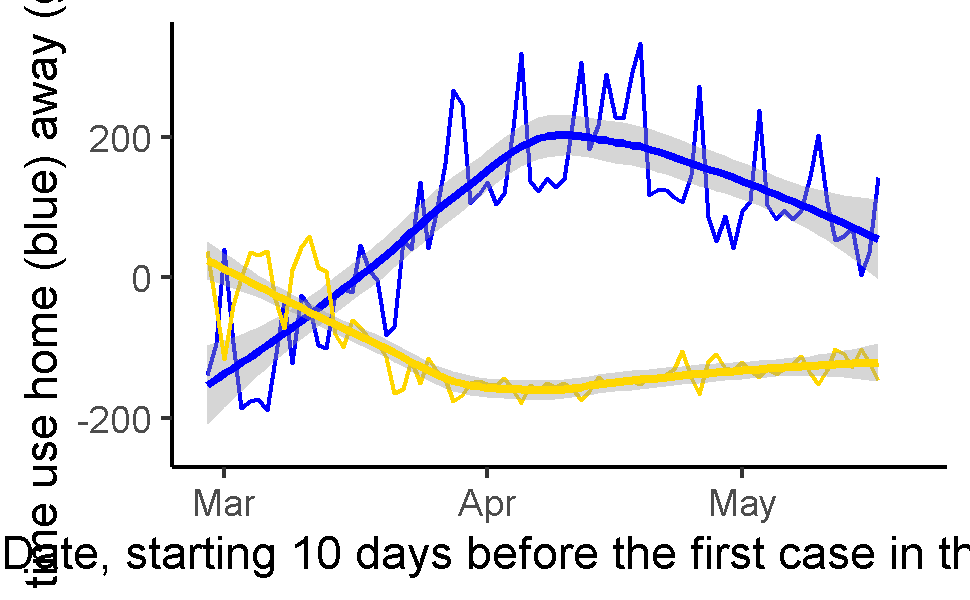 time use home (blue) away (
200
0
-200
Mar Apr May
Date, starting 10 days before the first case in th